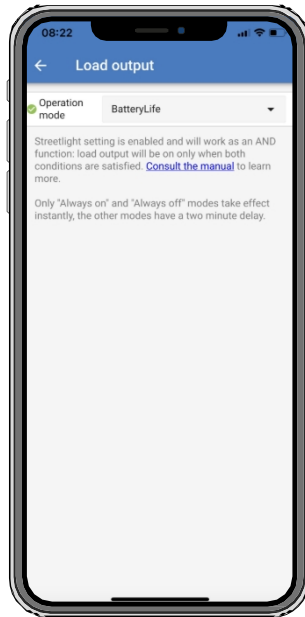 08:22
Load output
Operation
mode
BatteryLife
Streetlight setting is enabled and will work as an AND
function: load output will be on only when both
conditions are satisfied. Consult the manual to learn
more.
Only "Always on" and "Always off" modes take effect
instantly, the other modes have a two minute delay.